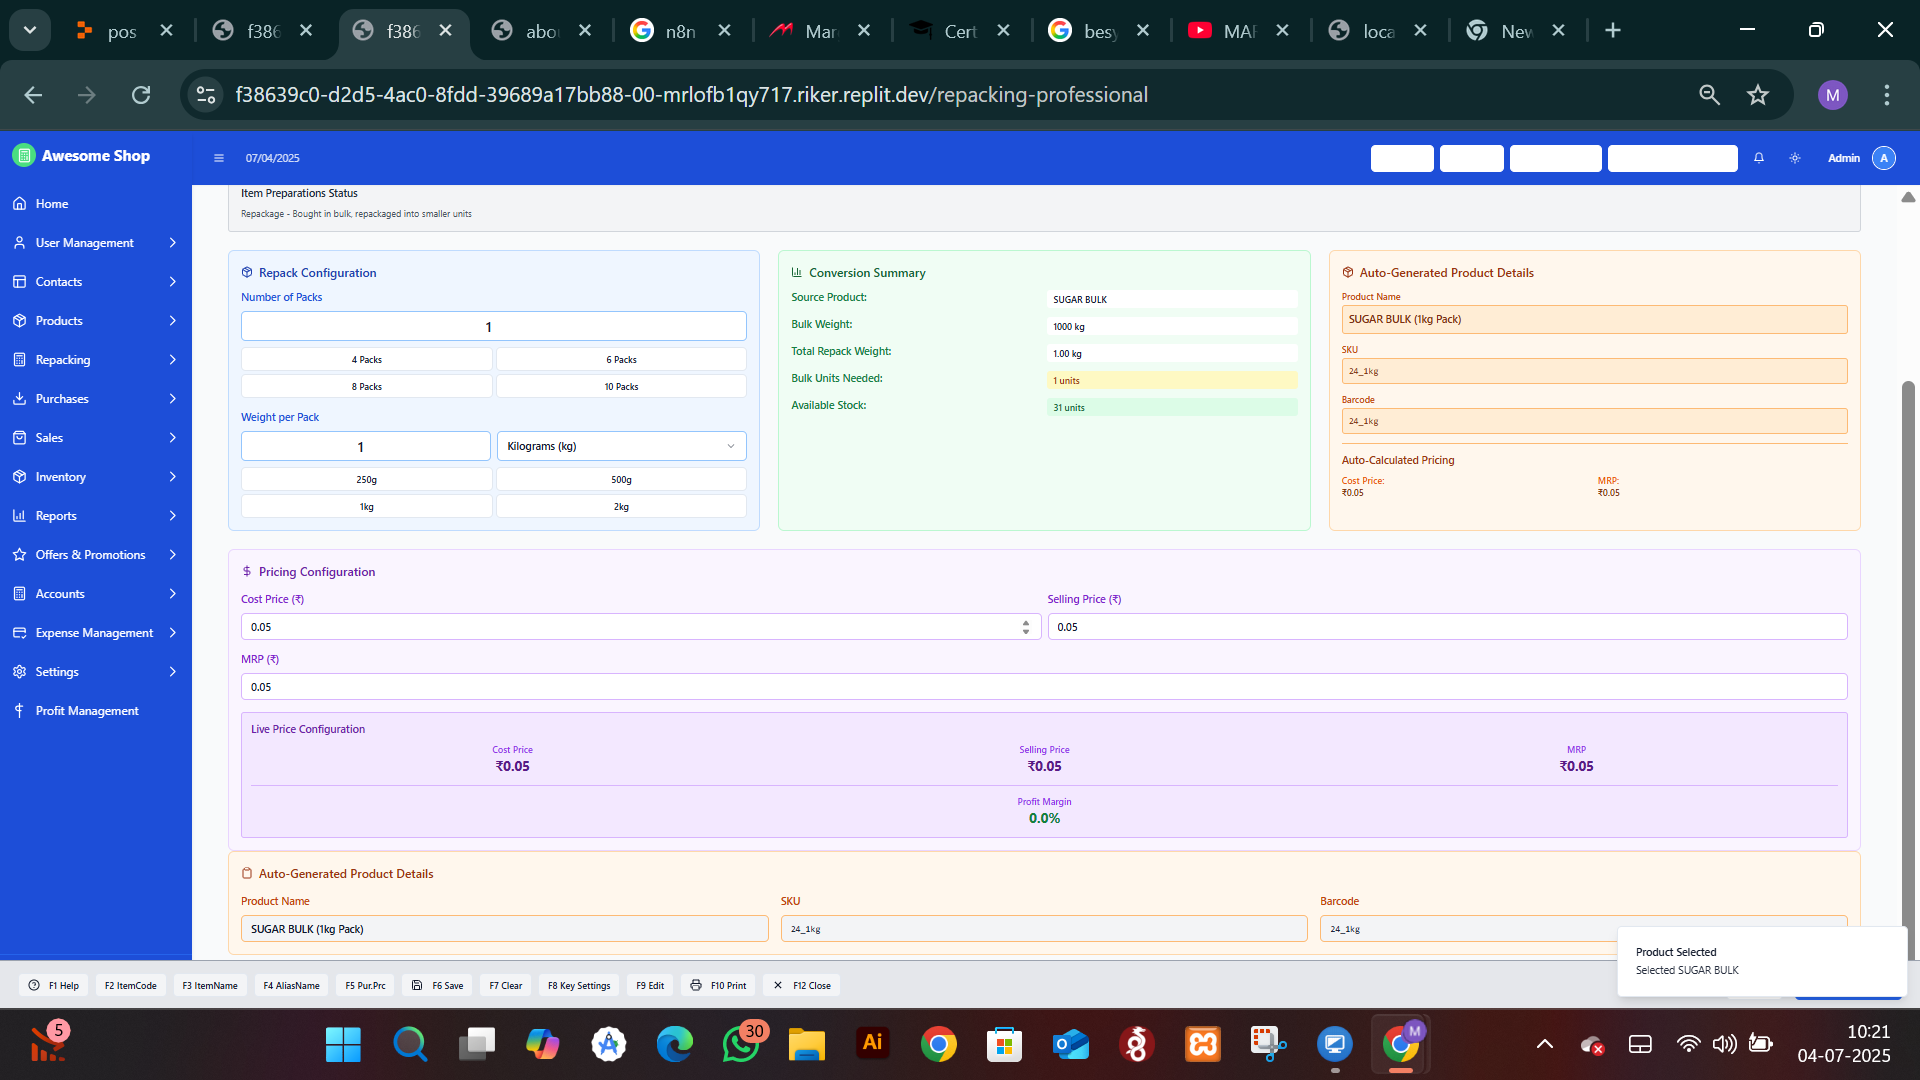 pos
f386
f386
abo
n8n
Mar
Cert
besy
MAR
loca
New
f38639c0-d2d5-4ac0-8fdd-39689a17bb88-00-mrlofb1qy717.riker.replit.dev/repacking-professional
M
Awesome Shop
07/04/2025
Admin
A
Home
User Management
Contacts
Products
Repacking
Purchases
Sales
Inventory
Reports
Offers & Promotions
Accounts
Expense Management
Settings
Profit Management
Item Preparations Status
Repackage - Bought in bulk, repackaged into smaller units
Repack Configuration
Number of Packs
1
4 Packs
6 Packs
8 Packs
10 Packs
Weight per Pack
1
Kilograms (kg)
250g
500g
1kg
2kg
Conversion Summary
Source Product:
SUGAR BULK
Bulk Weight:
1000 kg
Total Repack Weight:
1.00 kg
Bulk Units Needed:
1 units
Available Stock:
31 units
Auto-Generated Product Details
Product Name
SUGAR BULK (1kg Pack)
SKU
24_1kg
Barcode
24_1kg
Auto-Calculated Pricing
Cost Price:
MRP:
₹0.05
₹0.05
Pricing Configuration
Cost Price (₹)
Selling Price (₹)
0.05
0.05
MRP (₹)
0.05
Live Price Configuration
Cost Price
Selling Price
MRP
₹0.05
₹0.05
₹0.05
Profit Margin
0.0%
Auto-Generated Product Details
Product Name
SKU
Barcode
SUGAR BULK (1kg Pack)
24_1kg
24_1kg
Product Selected
Selected SUGAR BULK
F1 Help
F2 ItemCode
F3 ItemName
F4 AliasName
F5 Pur.Prc
F6 Save
F7 Clear
F8 Key Settings
F9 Edit
F10 Print
F12 Close
5
30
Ai
M
10:21
04-07-2025